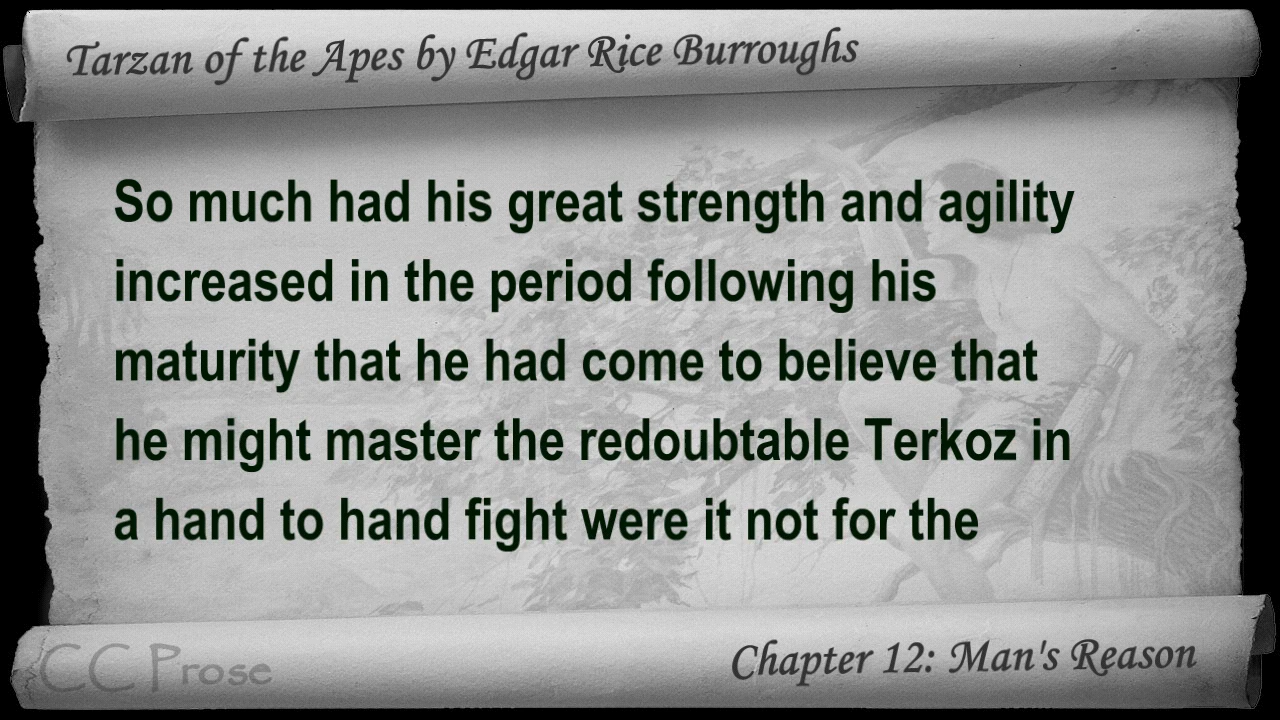 Tarzan of the Apes by Edgar Rice Burroughs
So much had his great strength and agility
increased in the period following his
maturity that he had come to believe that
he might master the redoubtable Terkoz in
a hand to hand fight were it not for the
CC Prose
Chapter 12: Man's Reason